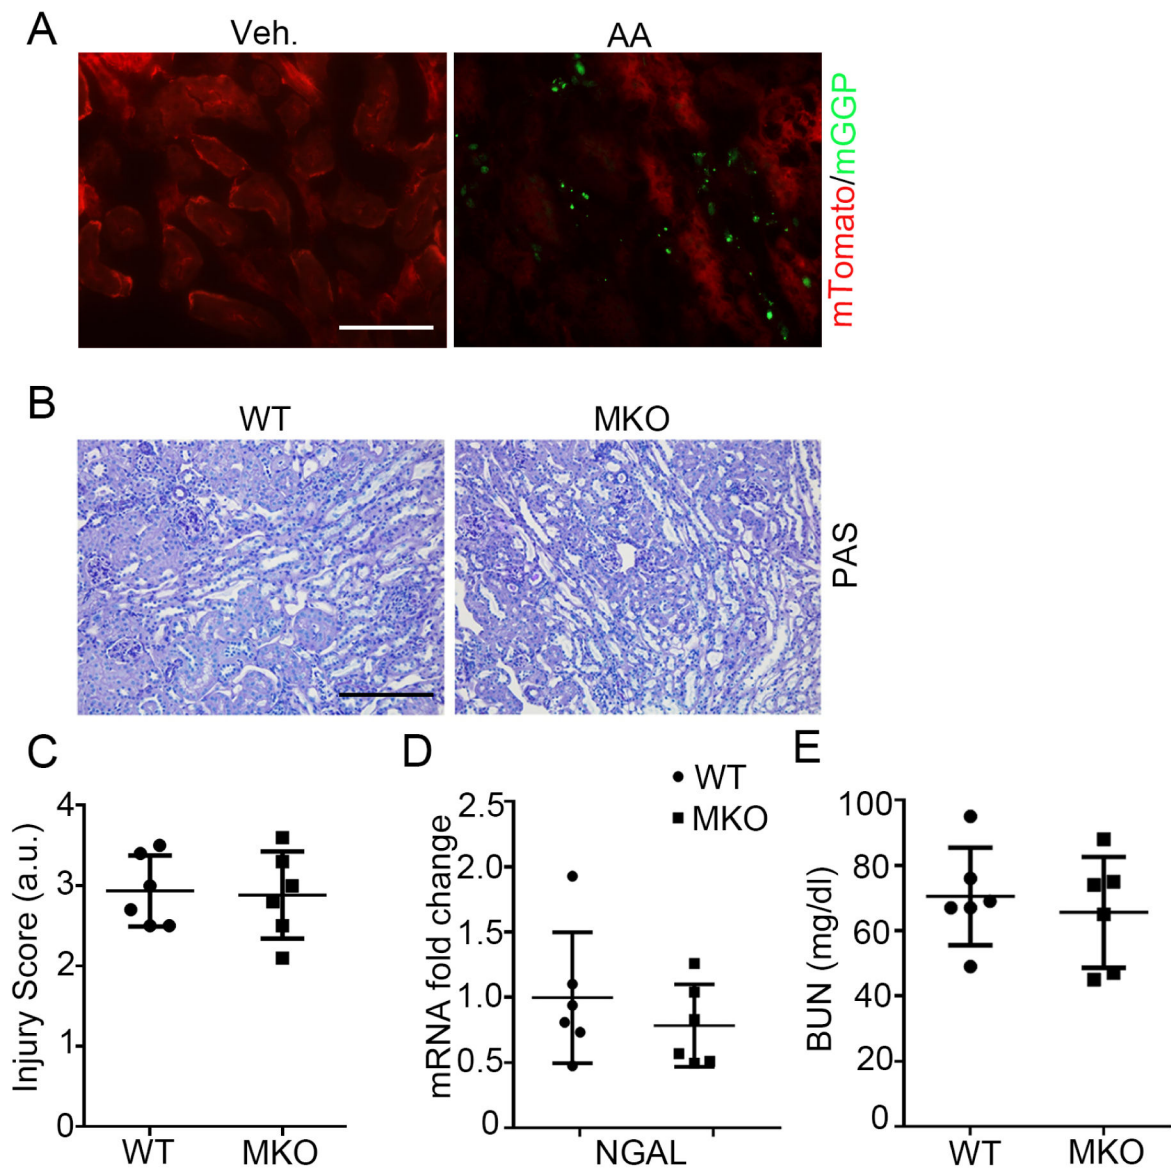 A
Veh.
AA
mTomato/mGGP
B
WT
MKO
PAS
C
4
3
2
1
0
Injury Score (a.u.)
WT
MKO
D
WT
MKO
2.5
2.0
1.5
1.0
0.5
0
mRNA fold change
NGAL
E
100
80
60
40
20
0
BUN (mg/dl)
WT
MKO